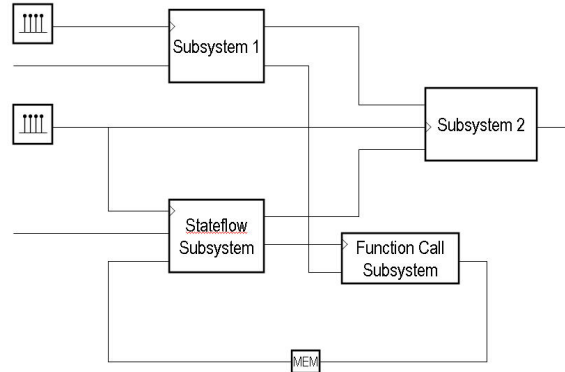 Subsystem 1
Subsystem 2
Stateflow
Subsystem
Function Call
Subsystem
MEM